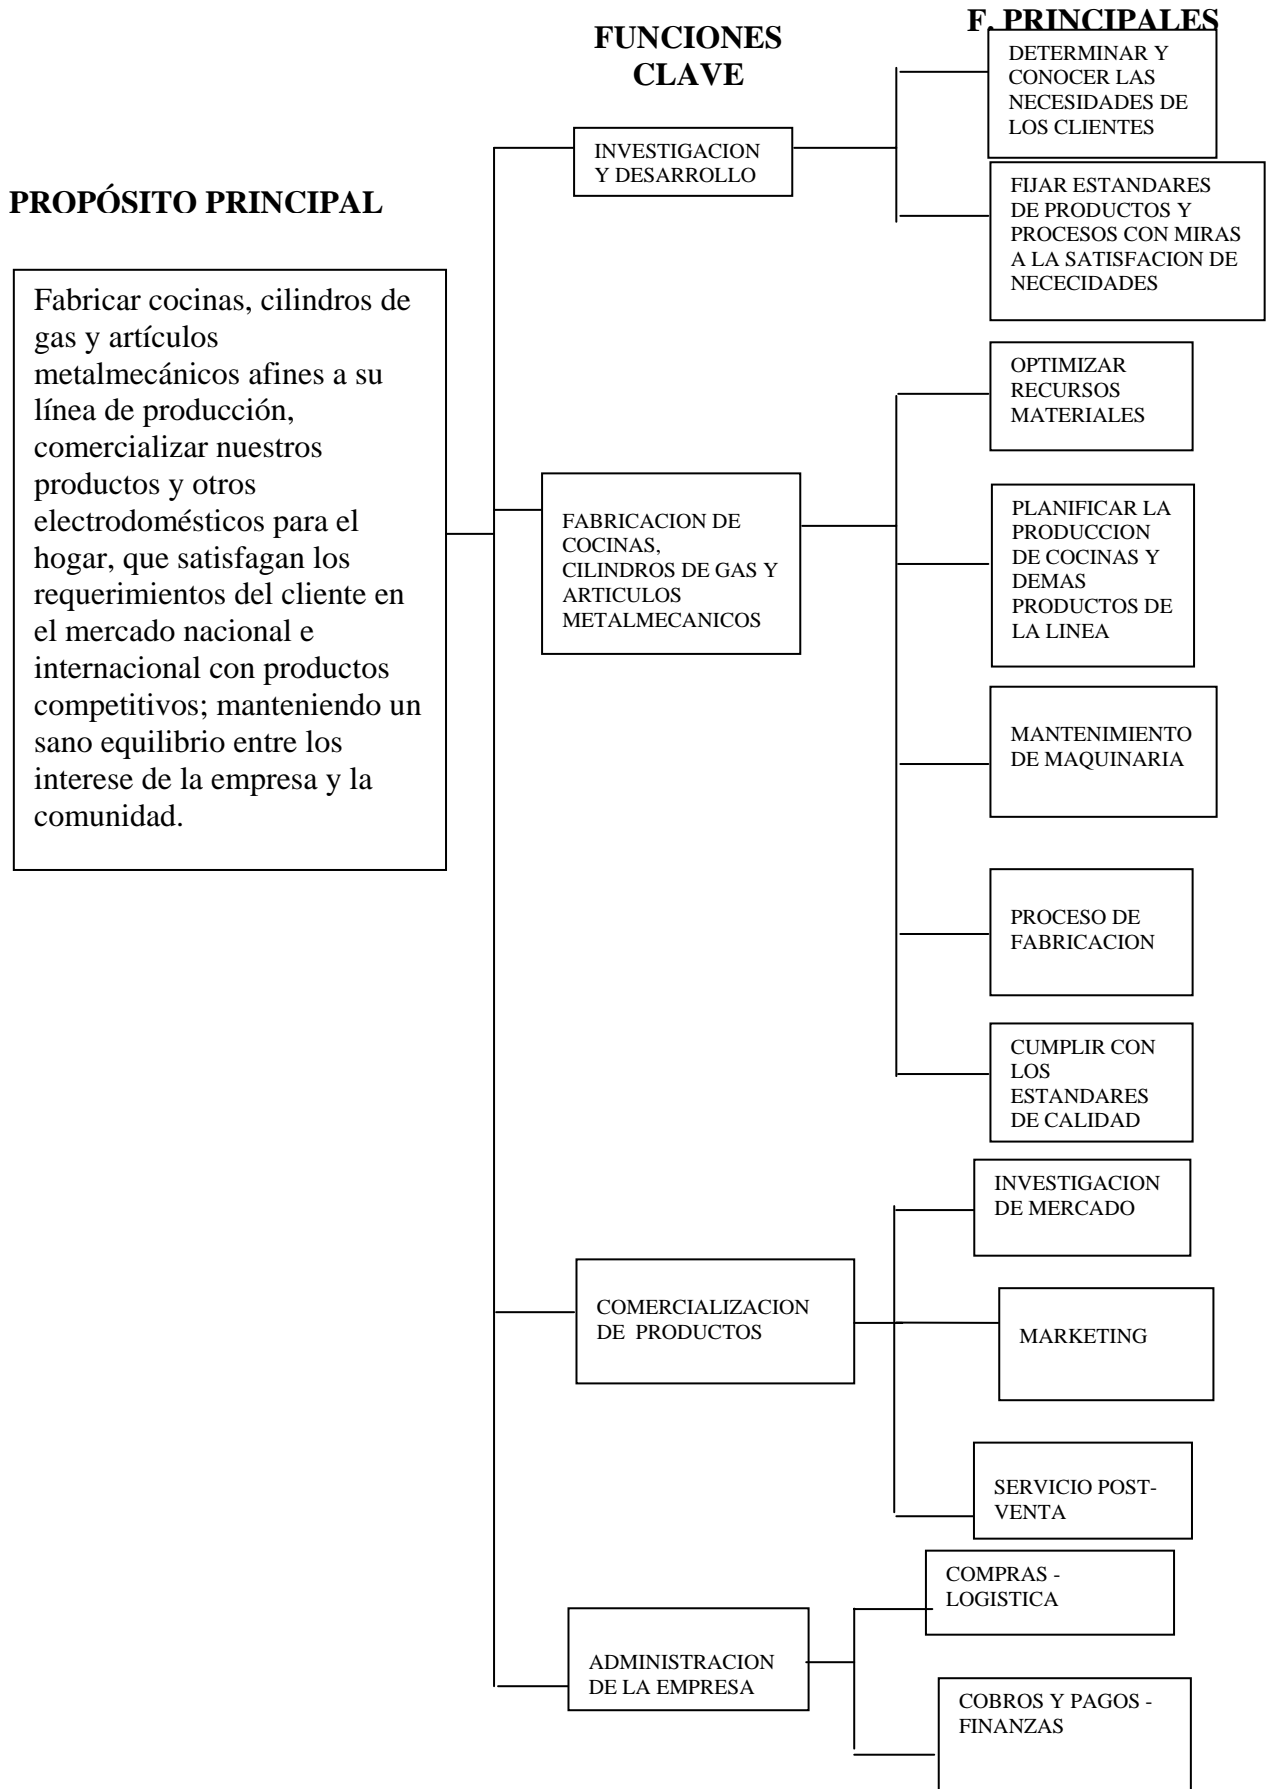 PROPÓSITO PRINCIPAL
Fabricar cocinas, cilindros de
gas y artículos
metalmecánicos afines a su
línea de producción,
comercializar nuestros
productos y otros
electrodomésticos para el
hogar, que satisfagan los
requerimientos del cliente en
el mercado nacional e
internacional con productos
competitivos; manteniendo un
sano equilibrio entre los
interese de la empresa y la
comunidad.
FUNCIONES
CLAVE
INVESTIGACION
Y DESARROLLO
FABRICACION DE
COCINAS,
CILINDROS DE GAS Y
ARTICULOS
METALMECANICOS
COMERCIALIZACION
DE  PRODUCTOS
ADMINISTRACION
DE LA EMPRESA
F. PRINCIPALES
DETERMINAR Y
CONOCER LAS
NECESIDADES DE
LOS CLIENTES
FIJAR ESTANDARES
DE PRODUCTOS Y
PROCESOS CON MIRAS
A LA SATISFACION DE
NECECIDADES
OPTIMIZAR
RECURSOS
MATERIALES
PLANIFICAR LA
PRODUCCION
DE COCINAS Y
DEMAS
PRODUCTOS DE
LA LINEA
MANTENIMIENTO
DE MAQUINARIA
PROCESO DE
FABRICACION
CUMPLIR CON
LOS
ESTANDARES
DE CALIDAD
INVESTIGACION
DE MERCADO
MARKETING
SERVICIO POST-
VENTA
COMPRAS -
LOGISTICA
COBROS Y PAGOS -
FINANZAS